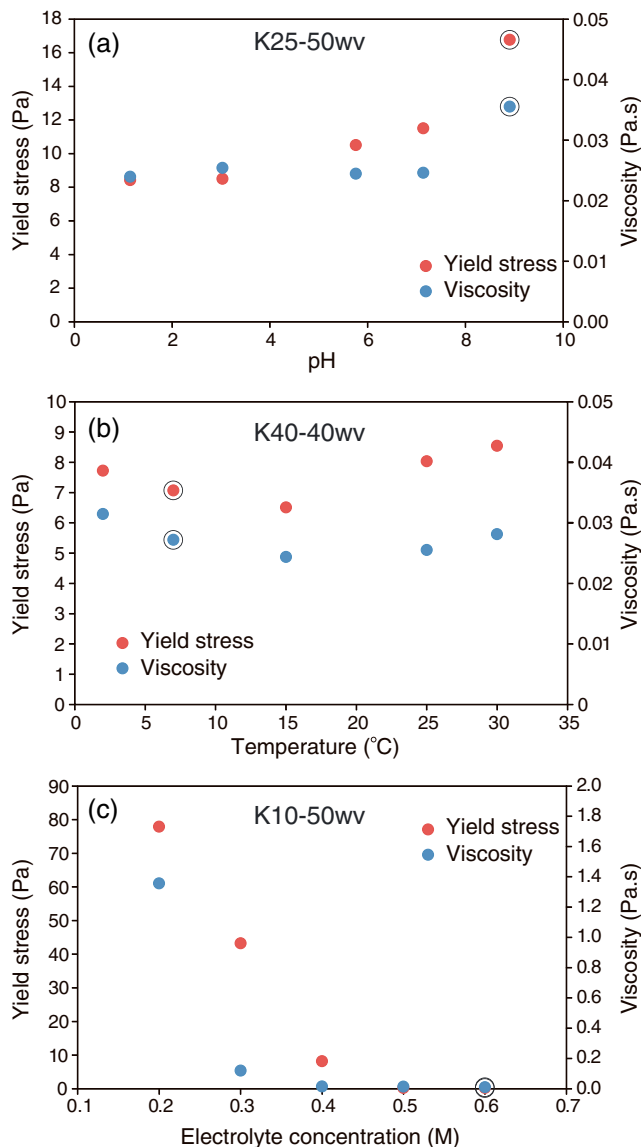 (a)
K25-50wv
Yield stress (Pa)
18
16
14
12
10
8
6
4
2
0
0.05
0.04
0.03
0.02
0.01
0.00
Viscosity (Pa.s)
Yield stress
Viscosity
0 2 4 6 8 10
pH
(b)
K40-40wv
Yield stress (Pa)
10
9
8
7
6
5
4
3
2
1
0
0.05
0.04
0.03
0.02
0.01
0
Viscosity (Pa.s)
Yield stress
Viscosity
0 5 10 15 20 25 30 35
Temperature (°C)
(c)
K10-50wv
Yield stress (Pa)
90
80
70
60
50
40
30
20
10
0
2.0
1.8
1.6
1.4
1.2
1.0
0.8
0.6
0.4
0.2
0.0
Viscosity (Pa.s)
Yield stress
Viscosity
0.1 0.2 0.3 0.4 0.5 0.6 0.7
Electrolyte concentration (M)